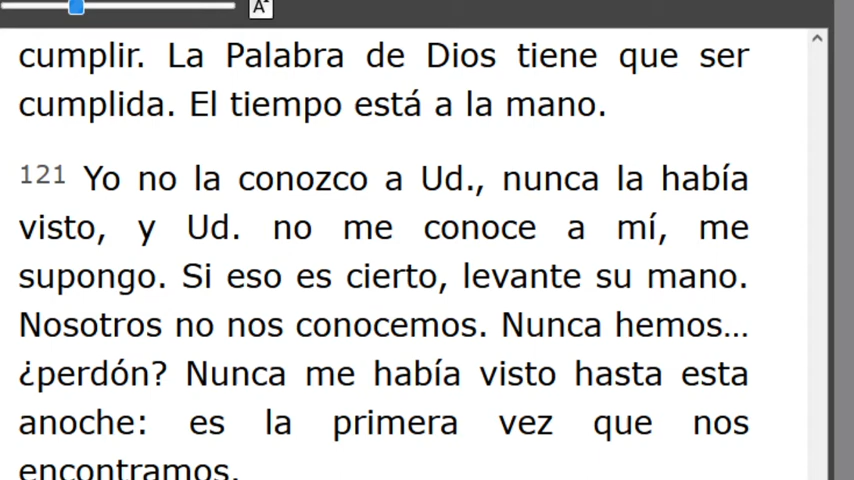 A
cumplir. La Palabra de Dios tiene que ser
cumplida. El tiempo está a la mano.
121 Yo no la conozco a Ud., nunca la había
visto, y Ud. no me conoce a mí, me
supongo. Si eso es cierto, levante su mano.
Nosotros no nos conocemos. Nunca hemos…
¿perdón? Nunca me había visto hasta esta
anoche: es la primera vez que nos
encontramos.